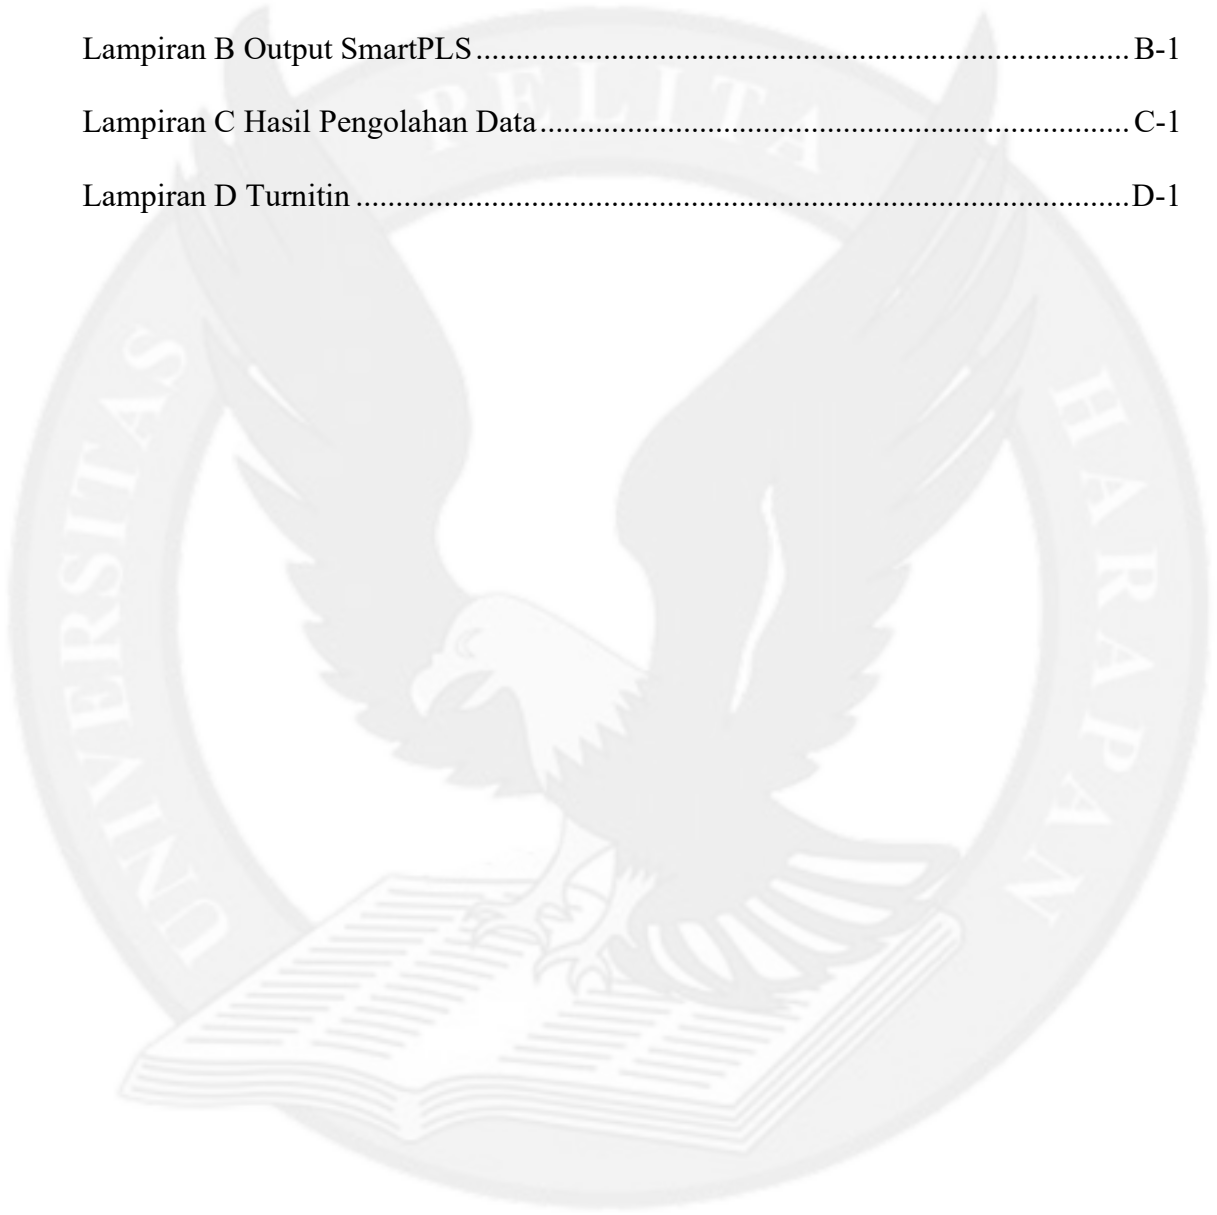 Lampiran B Output SmartPLS.................................................................................. B-1
Lampiran C Hasil Pengolahan Data.......................................................................... C-1
Lampiran D Turnitin .................................................................................................D-1
UNIVERSITAS PELITA HARAPAN